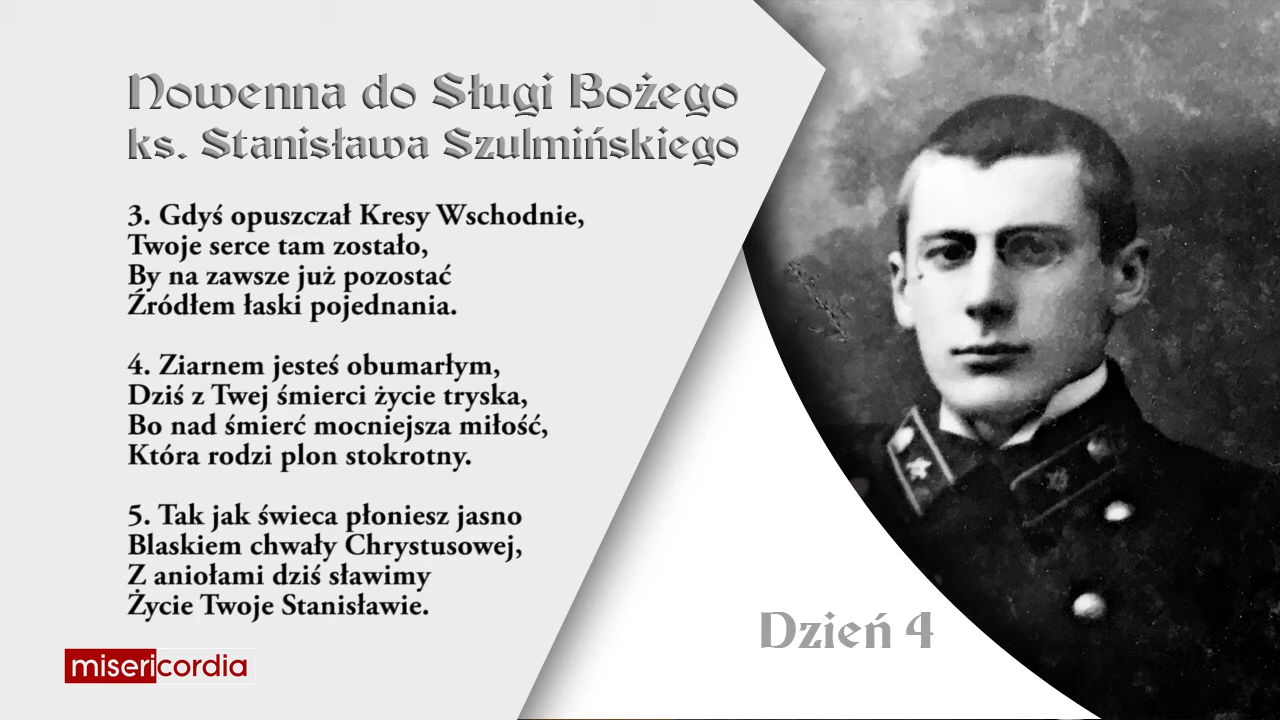 Nowenna do Sługi Bożego
ks. Stanisława Szulmińskiego
3. Gdyś opuszczał Kresy Wschodnie,
Twoje serce tam zostało,
By na zawsze już pozostać
Źródłem łaski pojednania.
4. Ziarnem jesteś obumarłym,
Dziś z Twej śmierci życie tryska,
Bo nad śmierć mocniejsza miłość,
Która rodzi plon stokrotny.
5. Tak jak świeca płoniesz jasno
Blaskiem chwały Chrystusowej,
Z aniołami dziś sławimy
Życie Twoje Stanisławie.
misericordia
Dzień 4